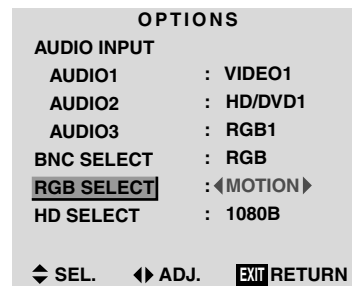 OPTIONS
AUDIO INPUT
AUDIO1 : VIDEO1
AUDIO2 : HD/DVD1
AUDIO3 : RGB1
BNC SELECT : RGB
RGB SELECT : ◀MOTION▶
HD SELECT : 1080B
SEL. ADJ. EXIT RETURN